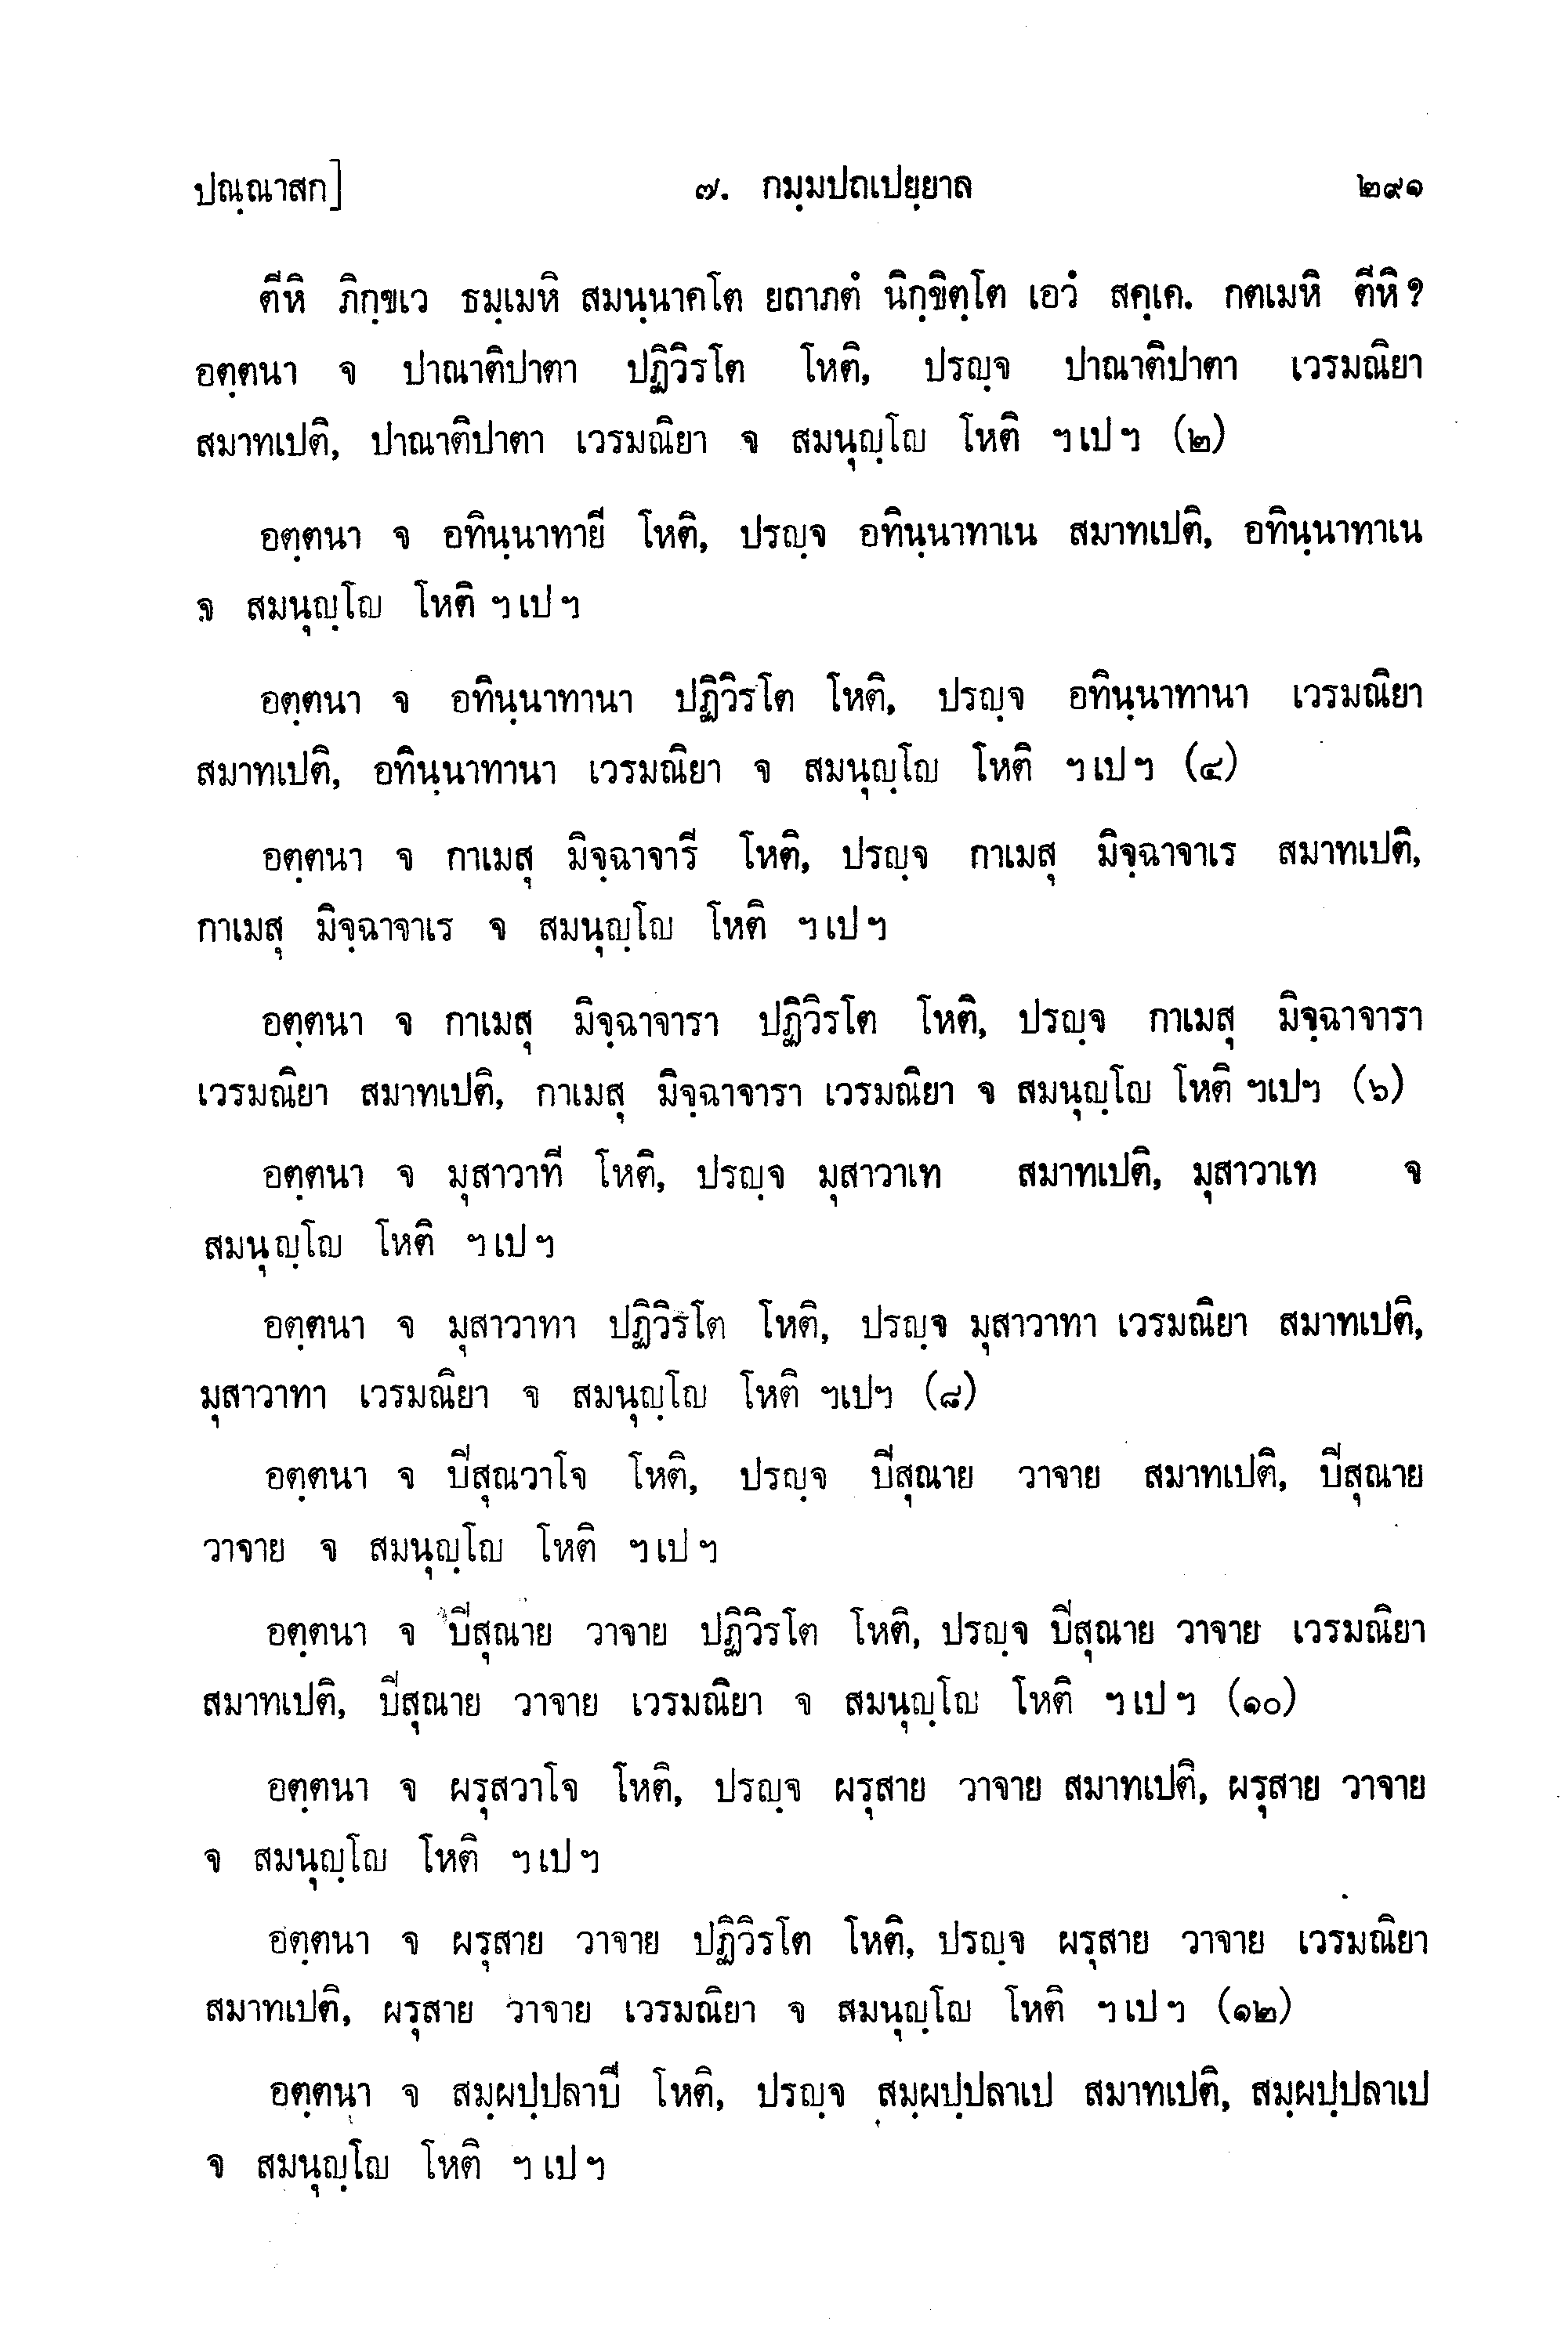 ปณฺณาสก] ๗. กมฺมปถเปยฺยาล ๒๙๑
ตีหิ ภิกฺขเว ธมฺเมหิ สมนฺนาคโต ยถาภตํ นิกฺขิตฺโต เอวํ สคฺเค. กตเมหิ ตีหิ?
อตฺตนา จ ปาณาติปาตา ปฏิวิรโต โหติ, ปรญฺจ ปาณาติปาตา เวรมณิยา
สมาทเปติ, ปาณาติปาตา เวรมณิยา จ สมนุญฺโญ โหติ ฯเปฯ (๒)
อตฺตนา จ อทินฺนาทายี โหติ, ปรญฺจ อทินฺนาทาเน สมาทเปติ, อทินฺนาทาเน
จ สมนุญฺโญ โหติ ฯเปฯ
อตฺตนา จ อทินฺนาทานา ปฏิวิรโต โหติ, ปรญฺจ อทินฺนาทานา เวรมณิยา
สมาทเปติ, อทินฺนาทานา เวรมณิยา จ สมนุญฺโญ โหติ ฯเปฯ (๔)
อตฺตนา จ กาเมสุ มิจฺฉาจารี โหติ, ปรญฺจ กาเมสุ มิจฺฉาจาเร สมาทเปติ,
กาเมสุ มิจฺฉาจาเร จ สมนุญฺโญ โหติ ฯเปฯ
อตฺตนา จ กาเมสุ มิจฺฉาจารา ปฏิวิรโต โหติ, ปรญฺจ กาเมสุ มิจฺฉาจารา
เวรมณิยา สมาทเปติ, กาเมสุ มิจฺฉาจารา เวรมณิยา จ สมนุญฺโญ โหติ ฯเปฯ (๖)
อตฺตนา จ มุสาวาที โหติ, ปรญฺจ มุสาวาเท สมาทเปติ, มุสาวาเท จ
สมนุญฺโญ โหติ ฯเปฯ
อตฺตนา จ มุสาวาทา ปฏิวิรโต โหติ, ปรญฺจ มุสาวาทา เวรมณิยา สมาทเปติ,
มุสาวาทา เวรมณิยา จ สมนุญฺโญ โหติ ฯเปฯ (๘)
อตฺตนา จ ปิสุณวาโจ โหติ, ปรญฺจ ปิสุณาย วาจาย สมาทเปติ, ปิสุณาย
วาจาย จ สมนุญฺโญ โหติ ฯเปฯ
อตฺตนา จ ปิสุณาย วาจาย ปฏิวิรโต โหติ, ปรญฺจ ปิสุณาย วาจาย เวรมณิยา
สมาทเปติ, ปิสุณาย วาจาย เวรมณิยา จ สมนุญฺโญ โหติ ฯเปฯ (๑๐)
อตฺตนา จ ผรุสวาโจ โหติ, ปรญฺจ ผรุสาย วาจาย สมาทเปติ, ผรุสาย วาจาย
จ สมนุญฺโญ โหติ ฯเปฯ
อตฺตนา จ ผรุสาย วาจาย ปฏิวิรโต โหติ, ปรญฺจ ผรุสาย วาจาย เวรมณิยา
สมาทเปติ, ผรุสาย วาจาย เวรมณิยา จ สมนุญฺโญ โหติ ฯเปฯ (๑๒)
อตฺตนา จ สมฺผปฺปลาปี โหติ, ปรญฺจ สมฺผปฺปลาเป สมาทเปติ, สมฺผปฺปลาเป
จ สมนุญฺโญ โหติ ฯเปฯ